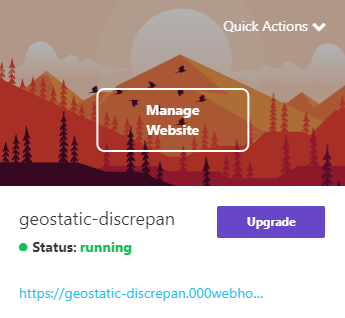 Quick Actions
Manage
Website
geostatic-discrepan
Upgrade
Status: running
https://geostatic-discrepan.000webho...